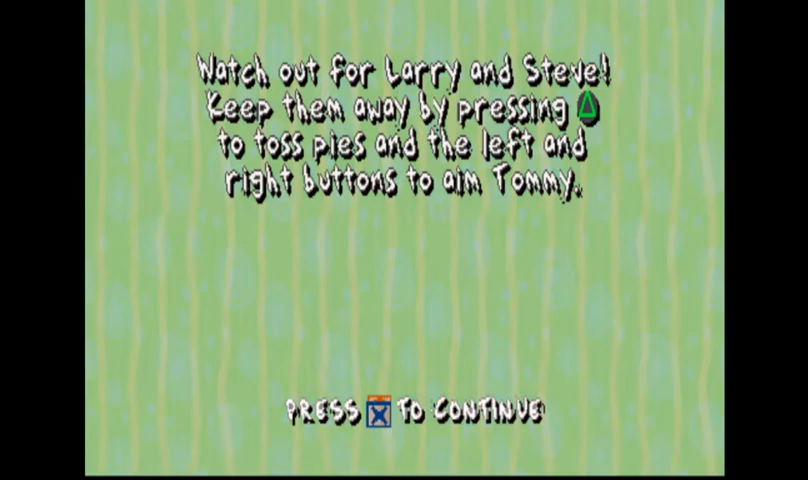 Watch out for Larry and Steve!
Keep them away by pressing △
to toss pies and the left and
right buttons to aim Tommy.
PRESS X TO CONTINUE